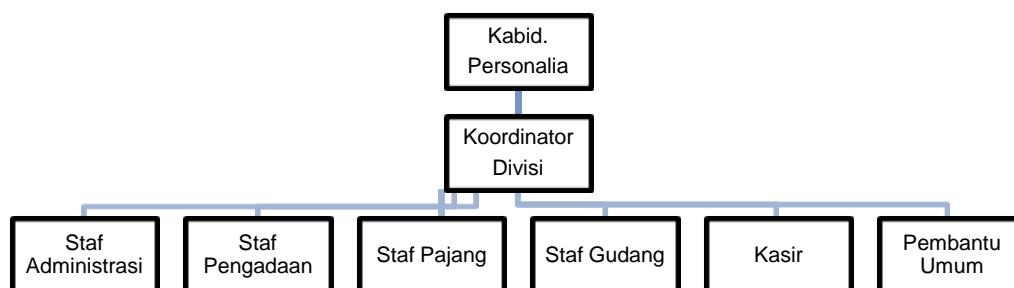 Kabid.
Personalia
Koordinator
Divisi
Staf
Administrasi
Staf
Pengadaan
Staf Pajang
Staf Gudang
Kasir
Pembantu
Umum